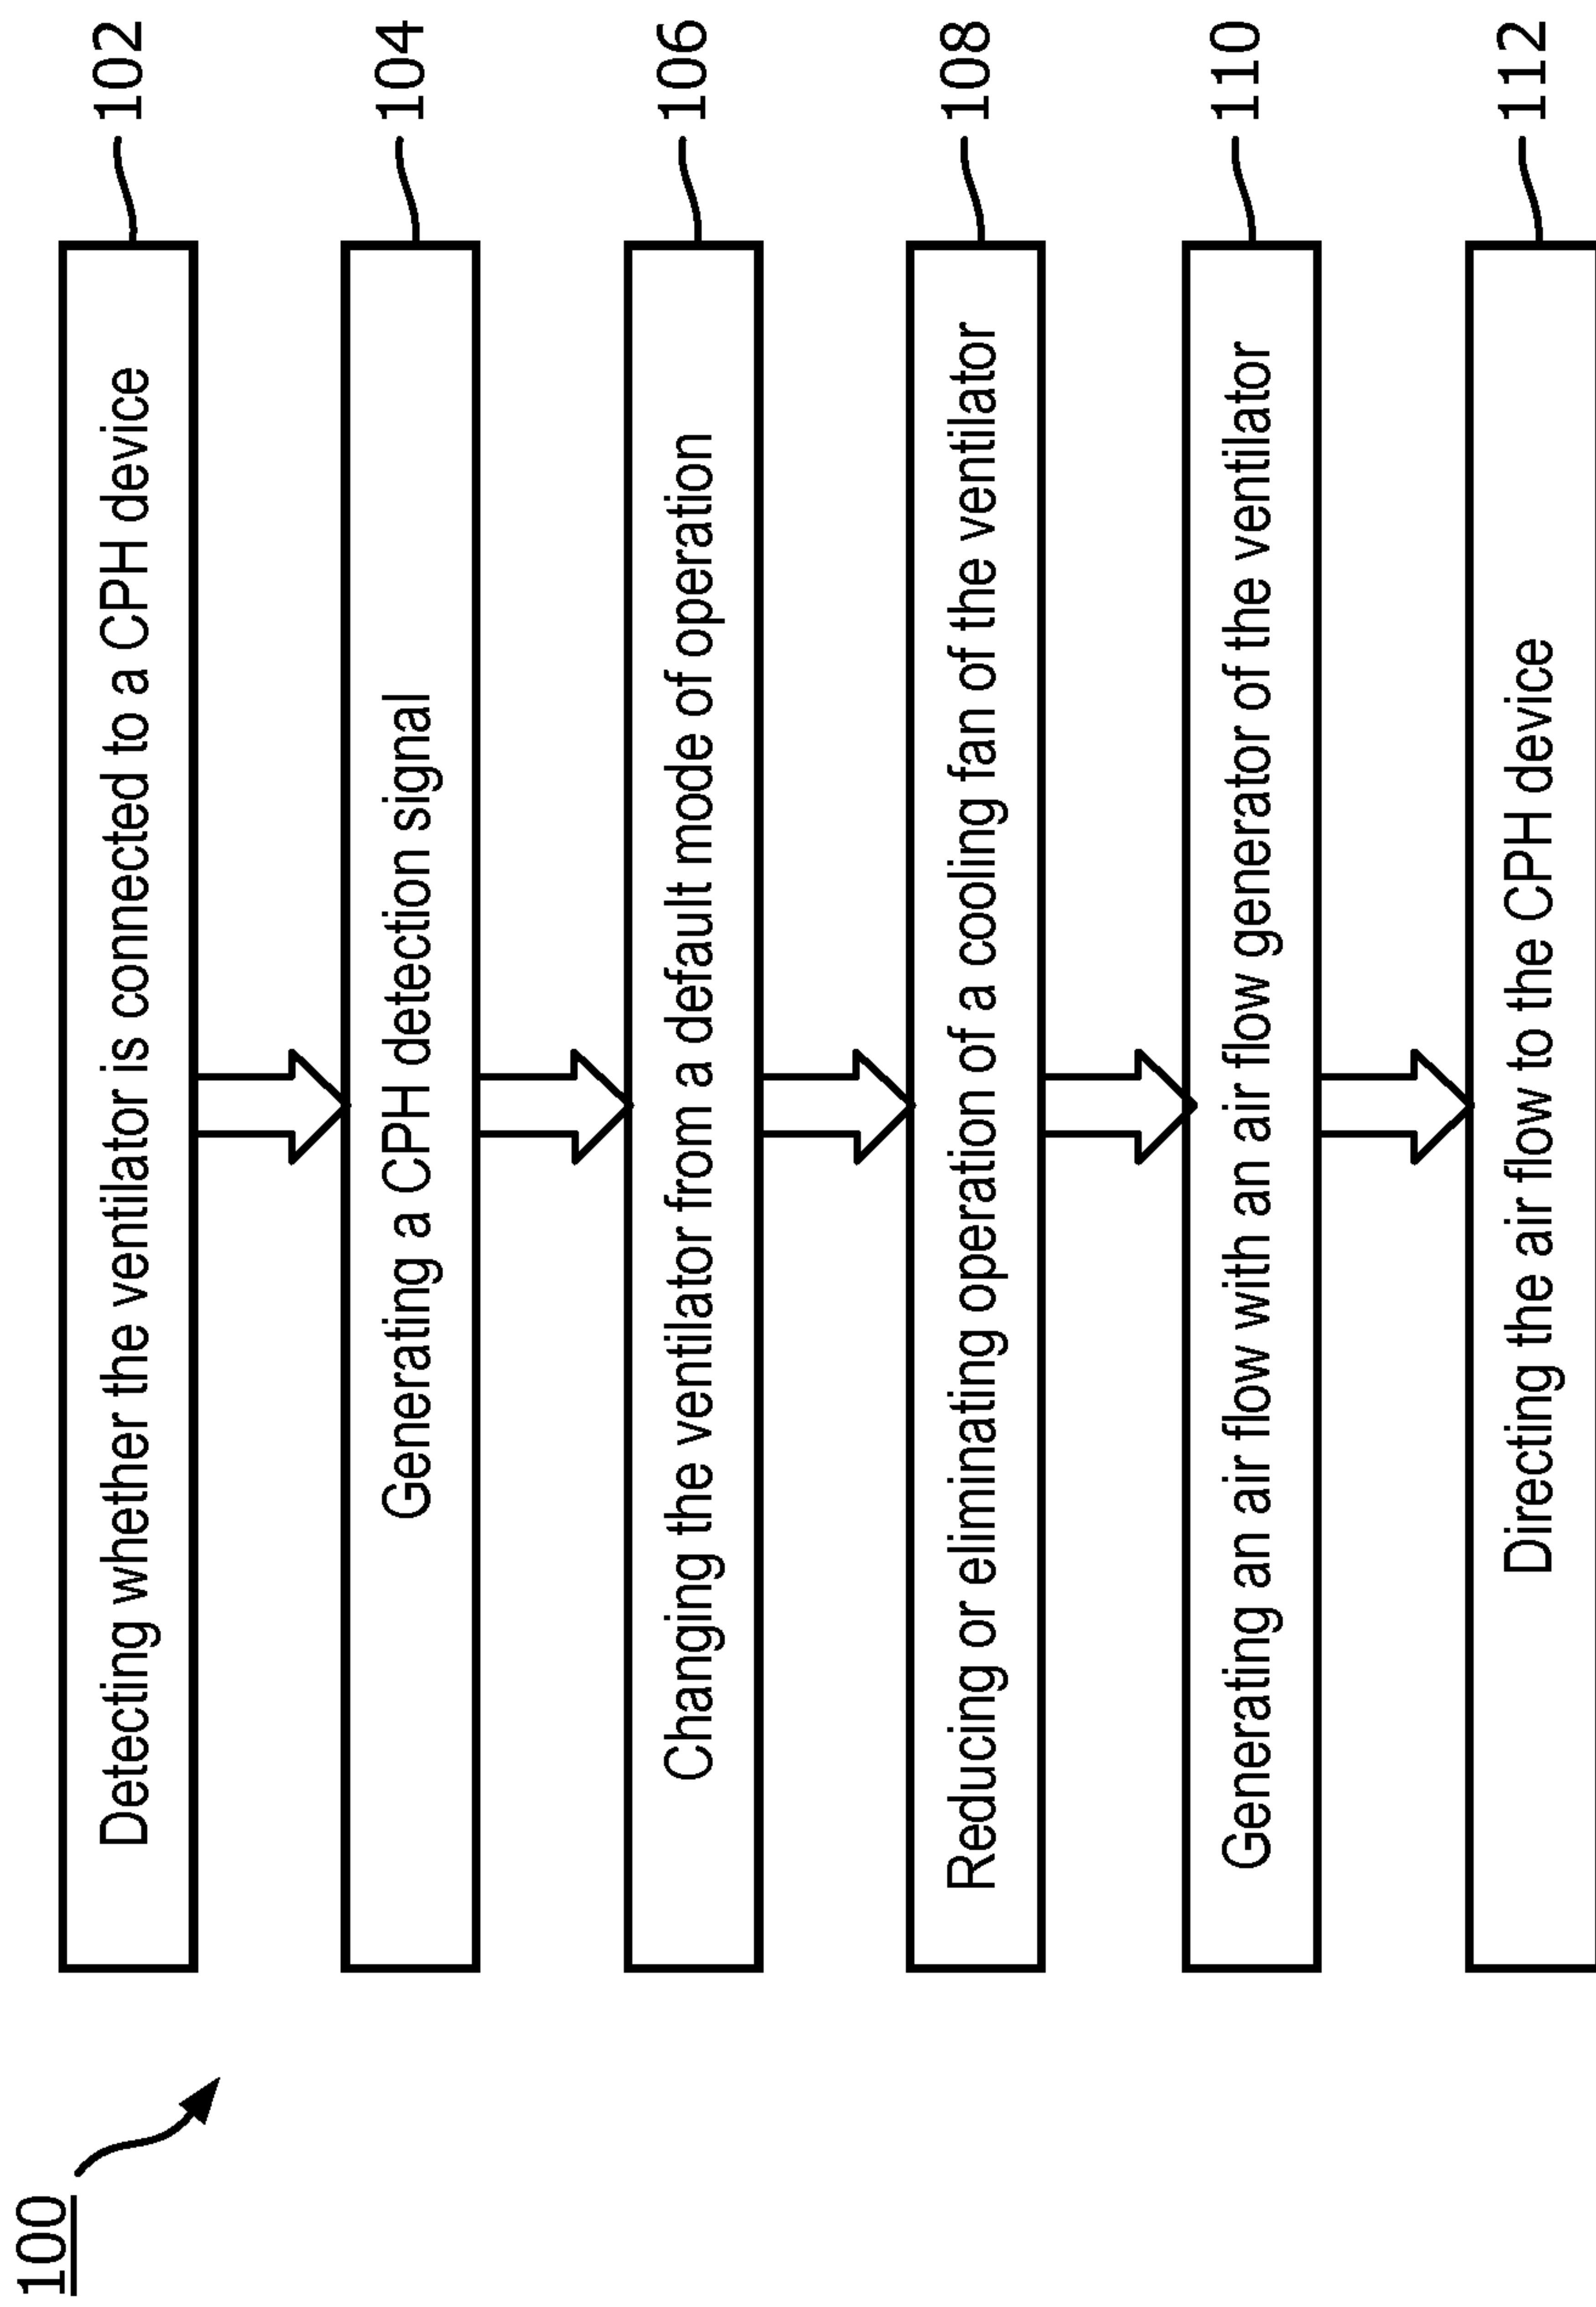 100
Detecting whether the ventilator is connected to a CPH device
102
Generating a CPH detection signal
104
Changing the ventilator from a default mode of operation
106
Reducing or eliminating operation of a cooling fan of the ventilator
108
Generating an air flow with an air flow generator of the ventilator
110
Directing the air flow to the CPH device
112